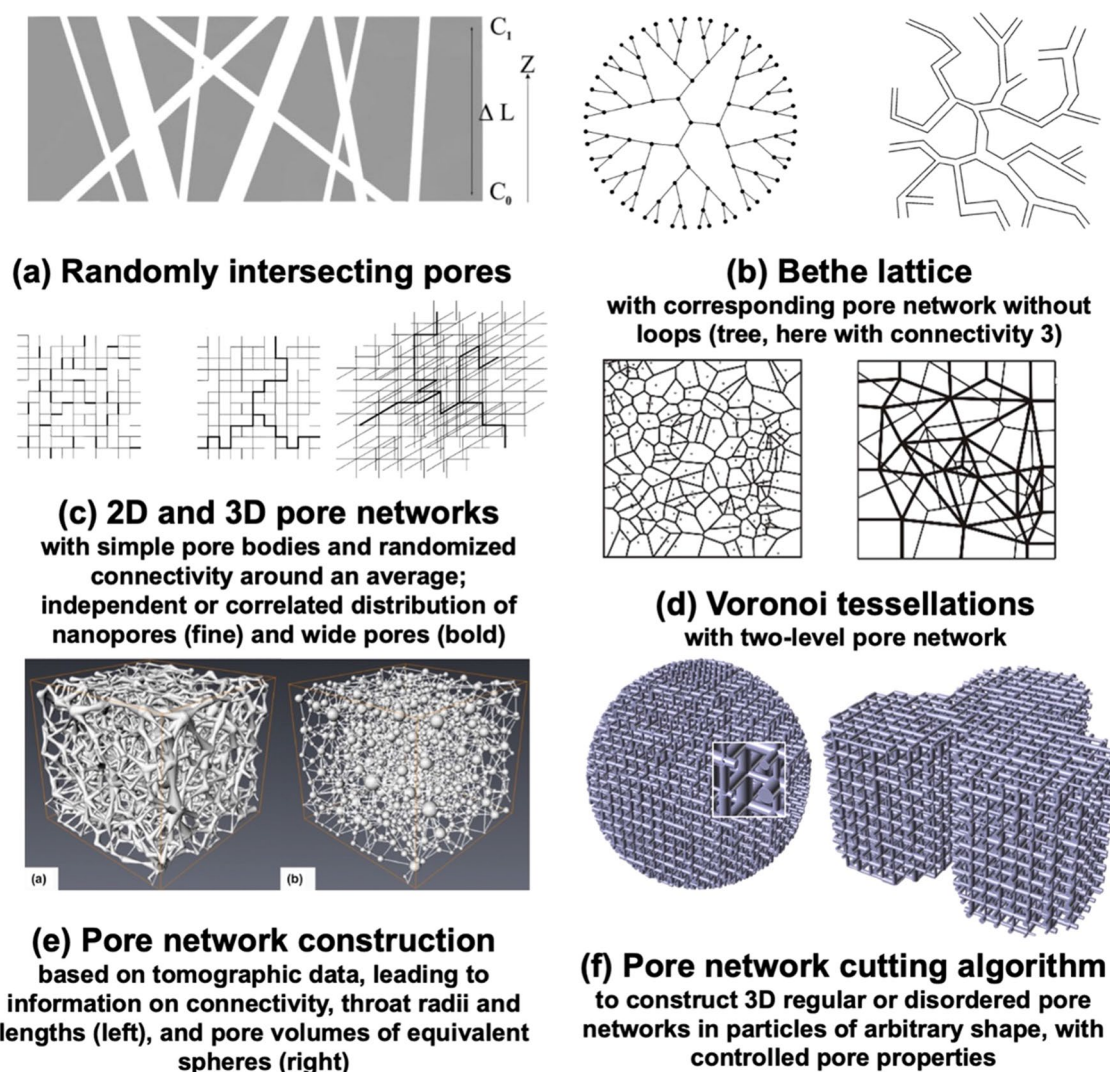 C₁
Z
Δ L
C₀
(a) Randomly intersecting pores
(b) Bethe lattice
with corresponding pore network without
loops (tree, here with connectivity 3)
(c) 2D and 3D pore networks
with simple pore bodies and randomized
connectivity around an average;
independent or correlated distribution of
nanopores (fine) and wide pores (bold)
(d) Voronoi tessellations
with two-level pore network
(a)
(b)
(e) Pore network construction
based on tomographic data, leading to
information on connectivity, throat radii and
lengths (left), and pore volumes of equivalent
spheres (right)
(f) Pore network cutting algorithm
to construct 3D regular or disordered pore
networks in particles of arbitrary shape, with
controlled pore properties